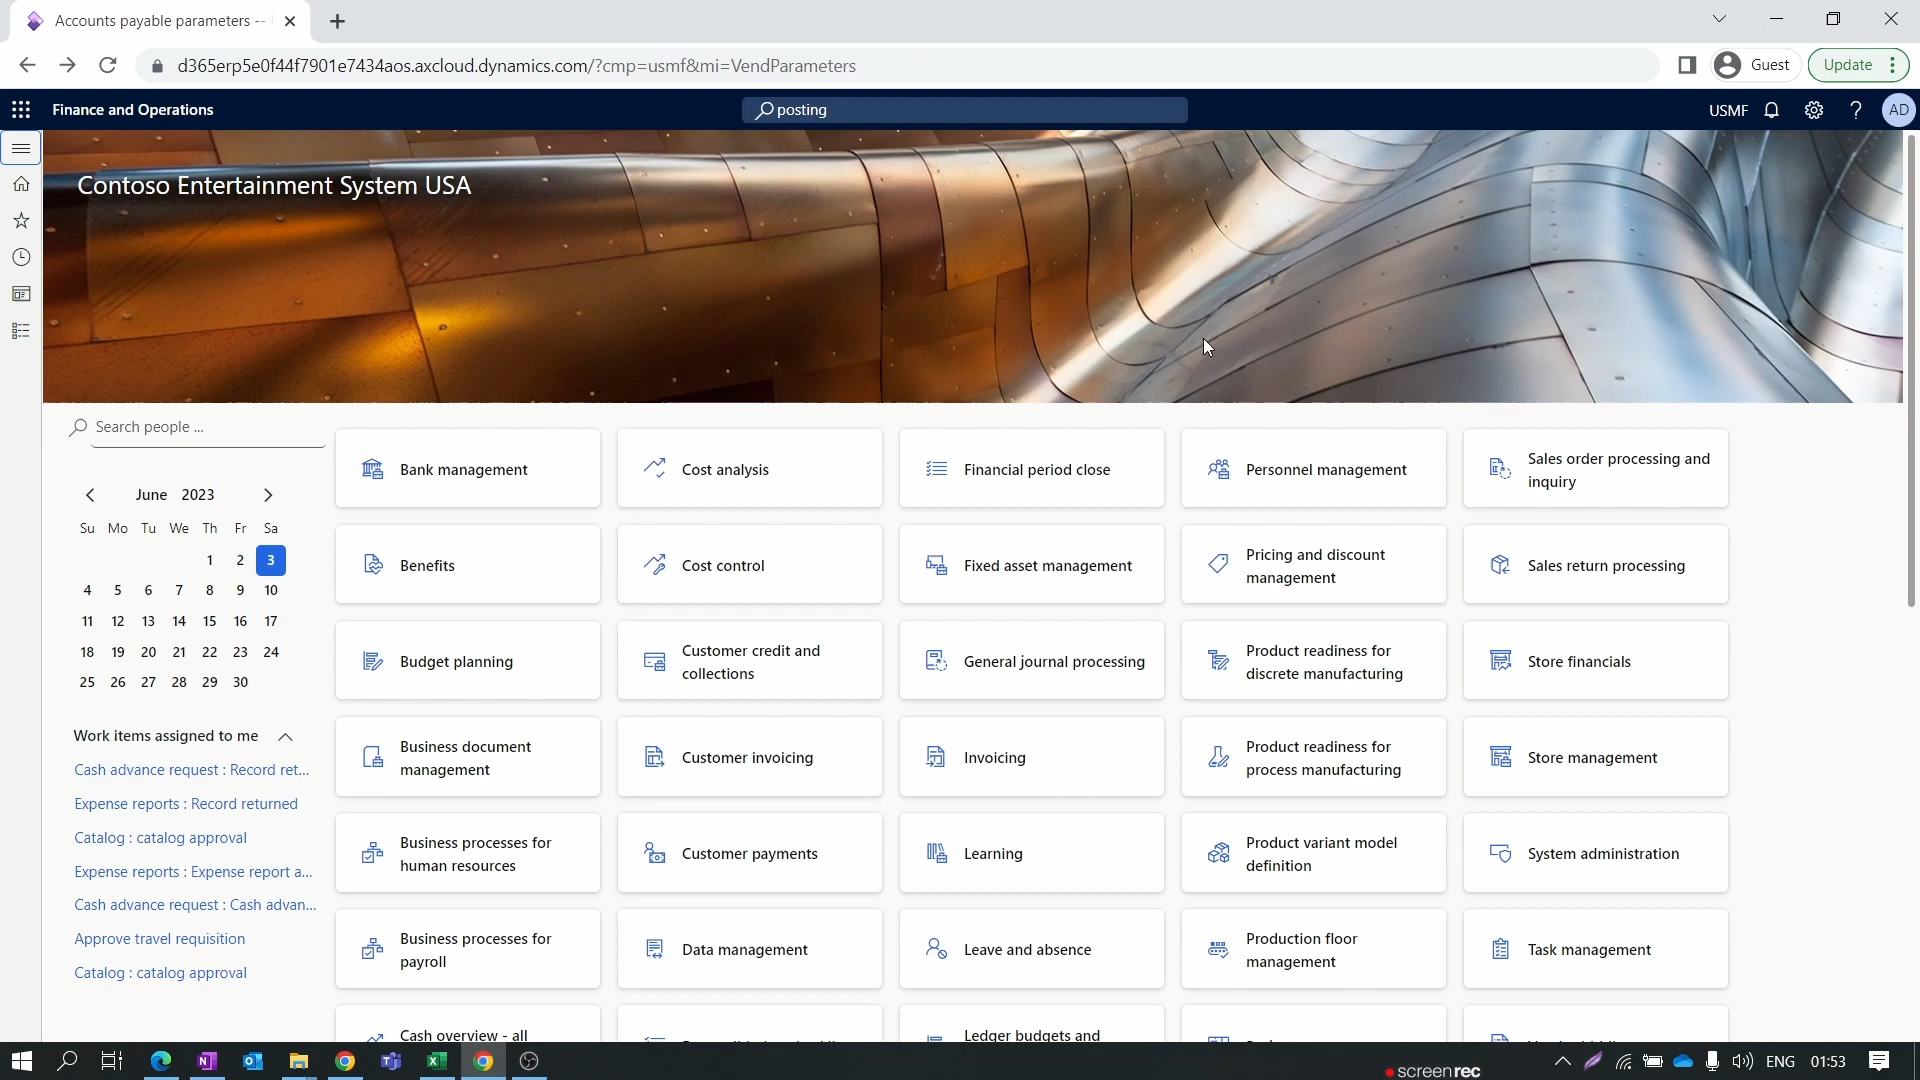 Accounts payable parameters --
d365erp5e0f44f7901e7434aos.axcloud.dynamics.com/?cmp=usmf&mi=VendParameters
Guest
Update
Finance and Operations
posting
USMF
AD
Contoso Entertainment System USA
Search people ...
June 2023
Su Mo Tu We Th Fr Sa
1 2 3
4 5 6 7 8 9 10
11 12 13 14 15 16 17
18 19 20 21 22 23 24
25 26 27 28 29 30
Work items assigned to me
Cash advance request : Record ret...
Expense reports : Record returned
Catalog : catalog approval
Expense reports : Expense report a...
Cash advance request : Cash advan...
Approve travel requisition
Catalog : catalog approval
Bank management
Cost analysis
Financial period close
Personnel management
Sales order processing and
inquiry
Benefits
Cost control
Fixed asset management
Pricing and discount
management
Sales return processing
Budget planning
Customer credit and
collections
General journal processing
Product readiness for
discrete manufacturing
Store financials
Business document
management
Customer invoicing
Invoicing
Product readiness for
process manufacturing
Store management
Business processes for
human resources
Customer payments
Learning
Product variant model
definition
System administration
Business processes for
payroll
Data management
Leave and absence
Production floor
management
Task management
Cash overview - all
Ledger budgets and
screenrec
ENG
01:53